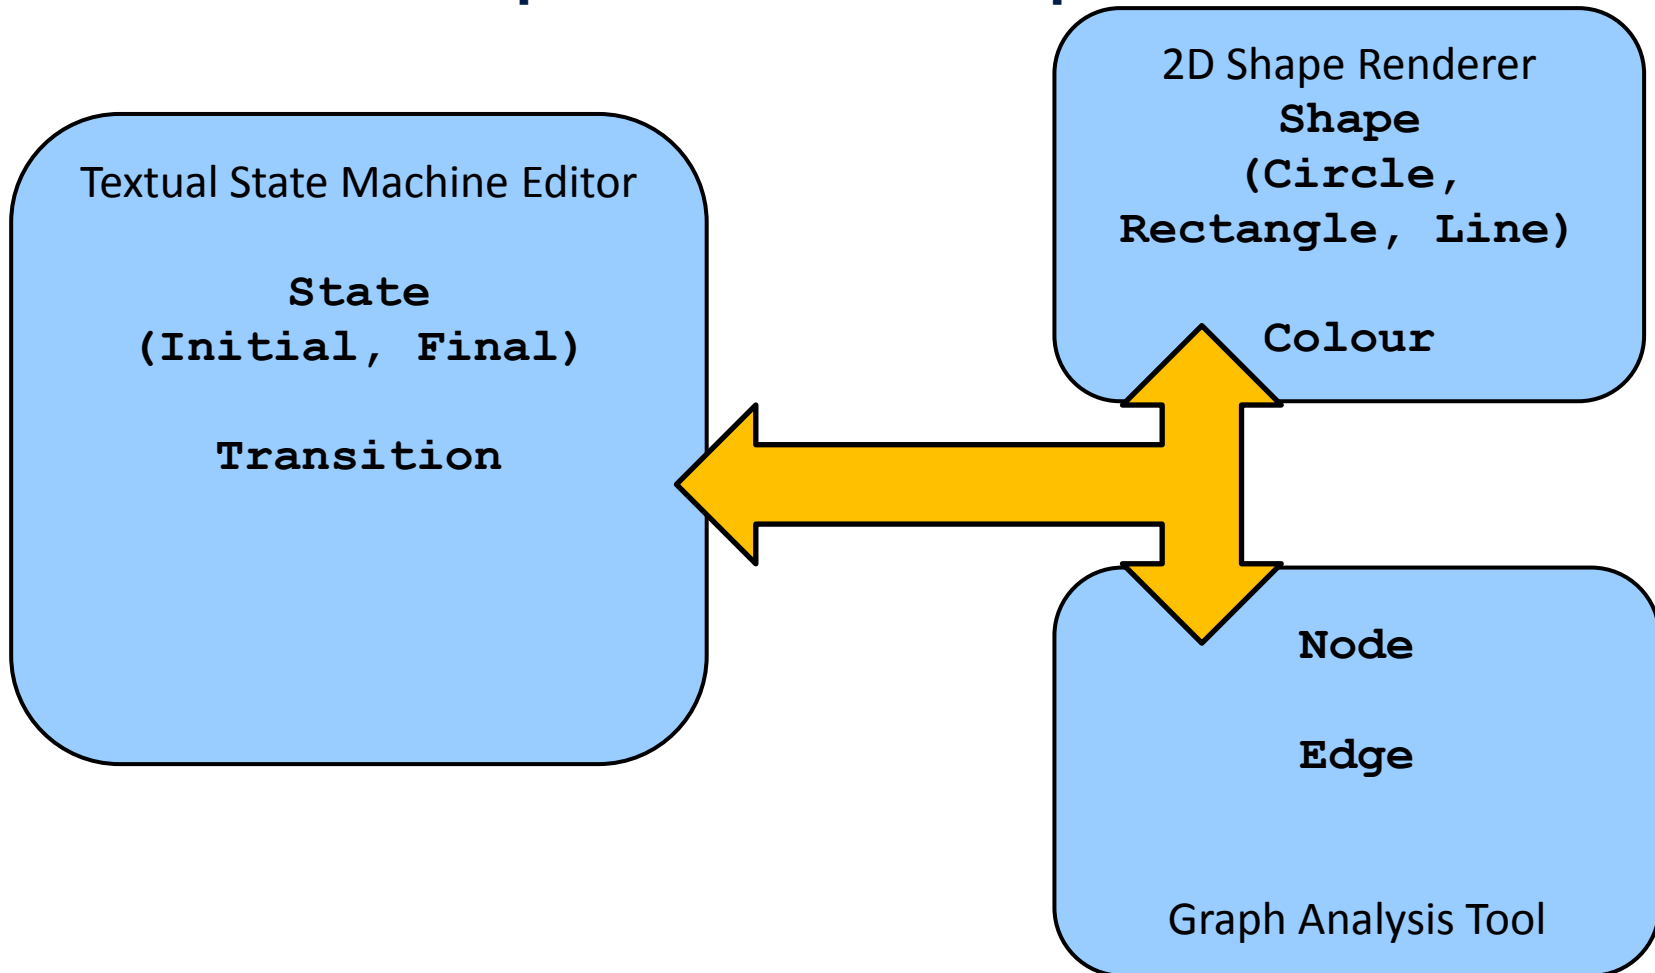 Textual State Machine Editor
State
(Initial, Final)
Transition
2D Shape Renderer
Shape
(Circle,
Rectangle, Line)
Colour
Node
Edge
Graph Analysis Tool